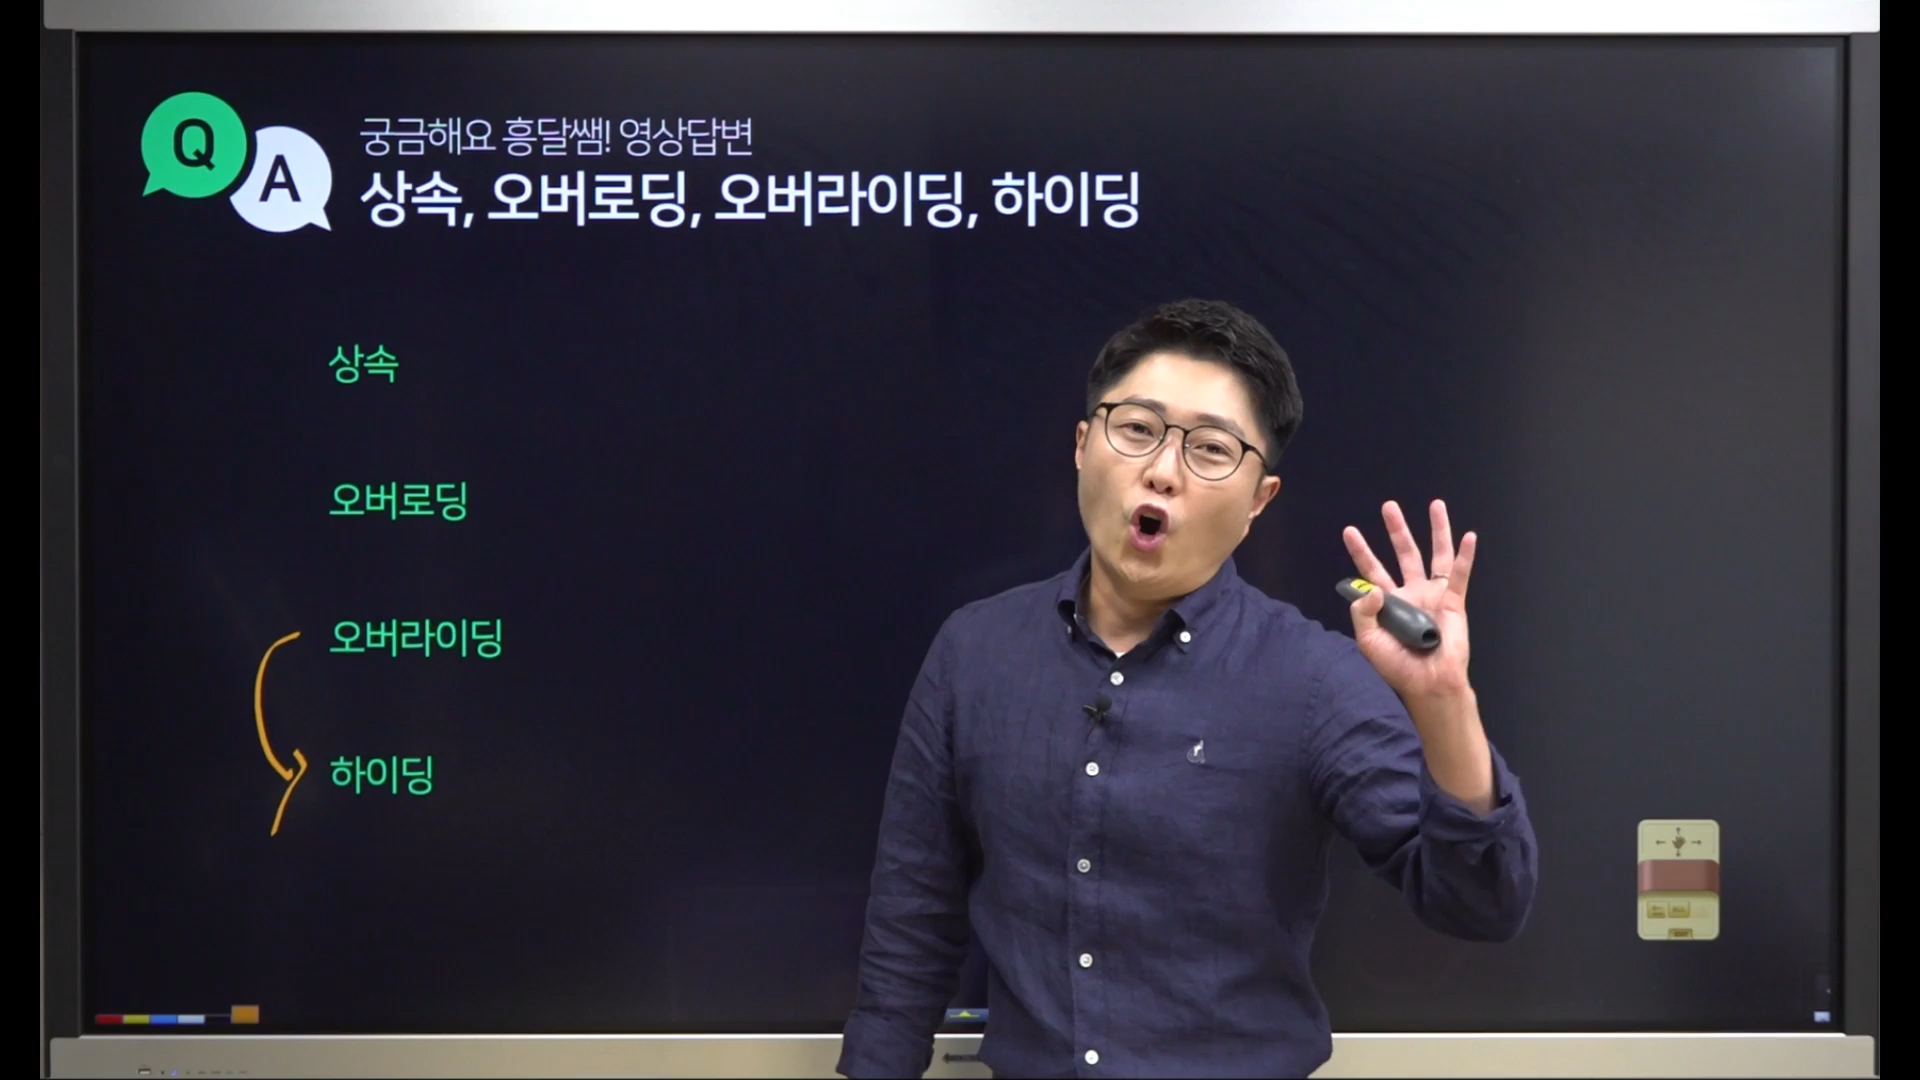 Q
A
궁금해요 흥달쌤! 영상답변
상속, 오버로딩, 오버라이딩, 하이딩
상속
오버로딩
오버라이딩
하이딩